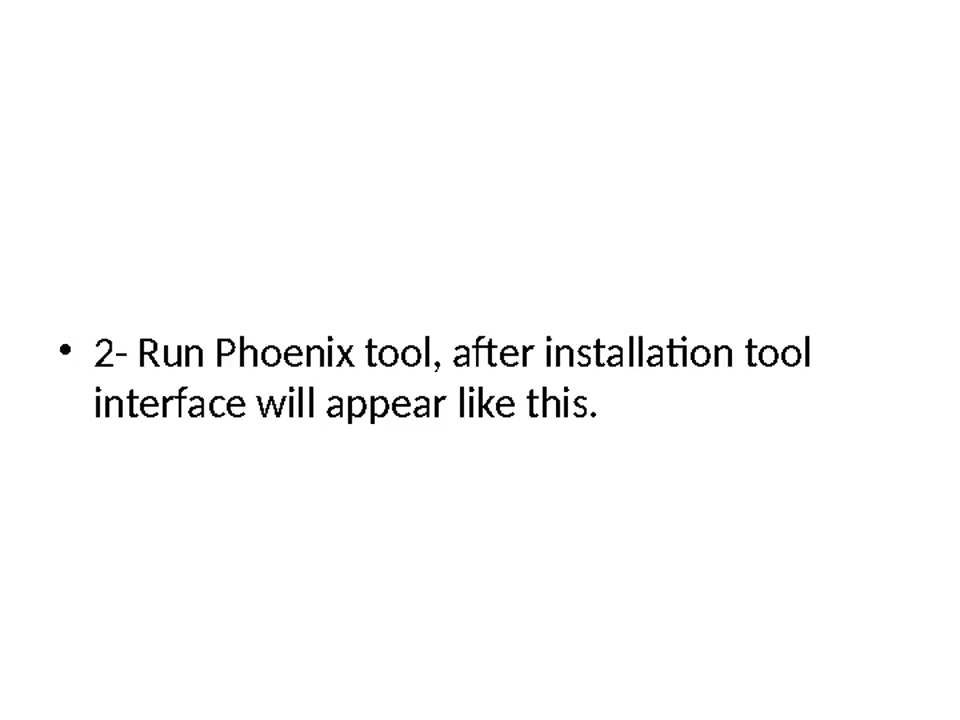 • 2- Run Phoenix tool, after installation tool
interface will appear like this.